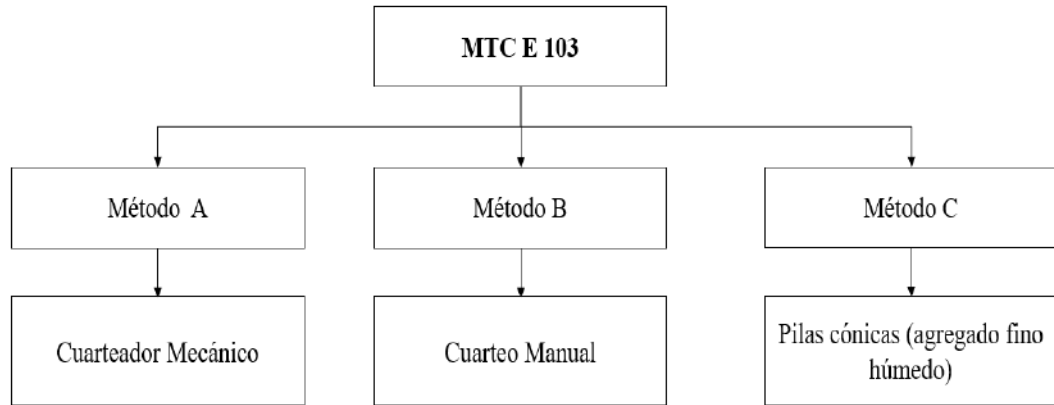 MTC E 103
Método A
Método B
Método C
Cuarteador Mecánico
Cuarteo Manual
Pilas cónicas (agregado fino
húmedo)